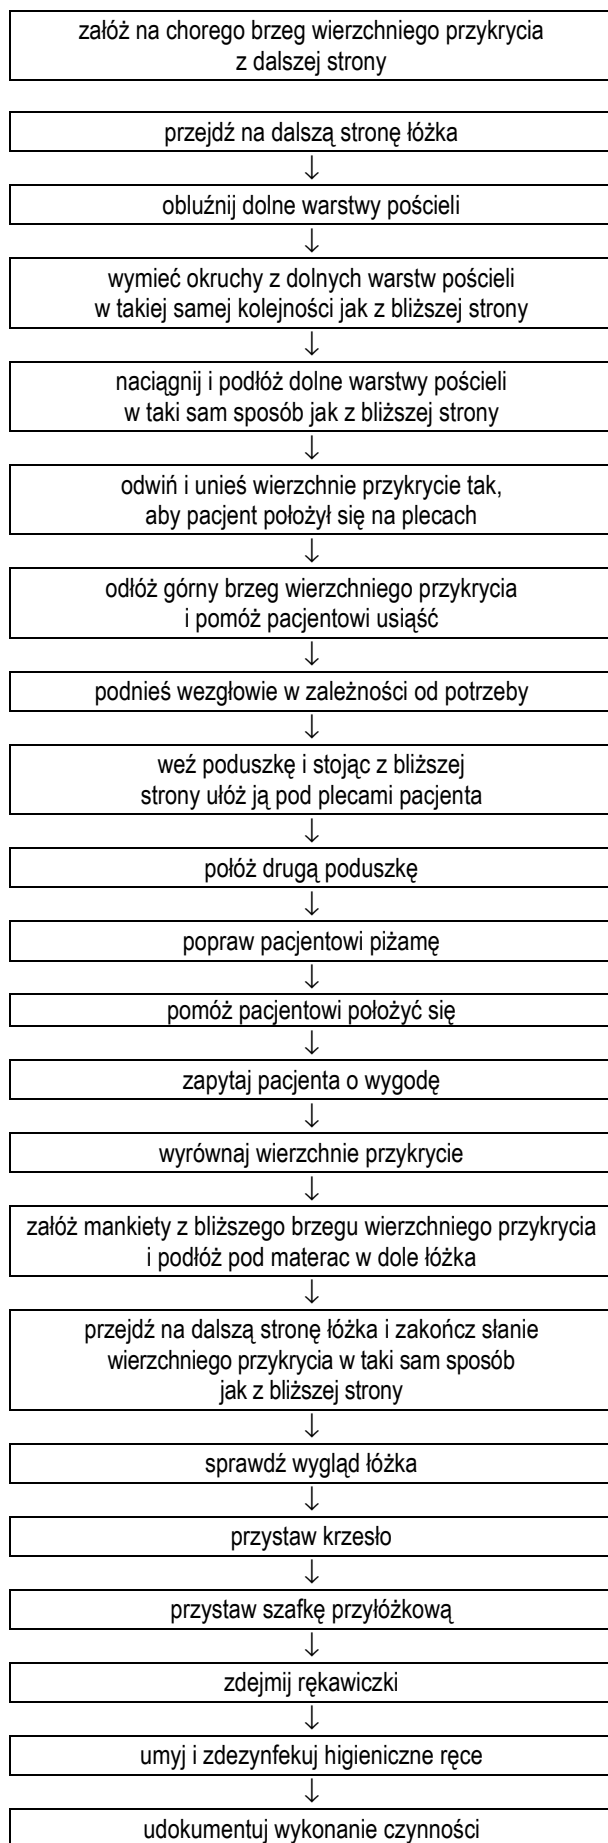 załóż na chorego brzeg wierzchniego przykrycia
z dalszej strony
przejdź na dalszą stronę łóżka
↓
obluźnij dolne warstwy pościeli
↓
wymieć okruchy z dolnych warstw pościeli
w takiej samej kolejności jak z bliższej strony
↓
naciągnij i podłóż dolne warstwy pościeli
w taki sam sposób jak z bliższej strony
↓
odwiń i unieś wierzchnie przykrycie tak,
aby pacjent położył się na plecach
↓
odłóż górny brzeg wierzchniego przykrycia
i pomóż pacjentowi usiąść
↓
podnieś wezgłowie w zależności od potrzeby
↓
weź poduszkę i stojąc z bliższej
strony ułóż ją pod plecami pacjenta
↓
połóż drugą poduszkę
↓
popraw pacjentowi piżamę
↓
pomóż pacjentowi położyć się
↓
zapytaj pacjenta o wygodę
↓
wyrównaj wierzchnie przykrycie
↓
załóż mankiety z bliższego brzegu wierzchniego przykrycia
i podłóż pod materac w dole łóżka
↓
przejdź na dalszą stronę łóżka i zakończ słanie
wierzchniego przykrycia w taki sam sposób
jak z bliższej strony
↓
sprawdź wygląd łóżka
↓
przystaw krzesło
↓
przystaw szafkę przyłóżkową
↓
zdejmij rękawiczki
↓
umyj i zdezynfekuj higieniczne ręce
↓
udokumentuj wykonanie czynności